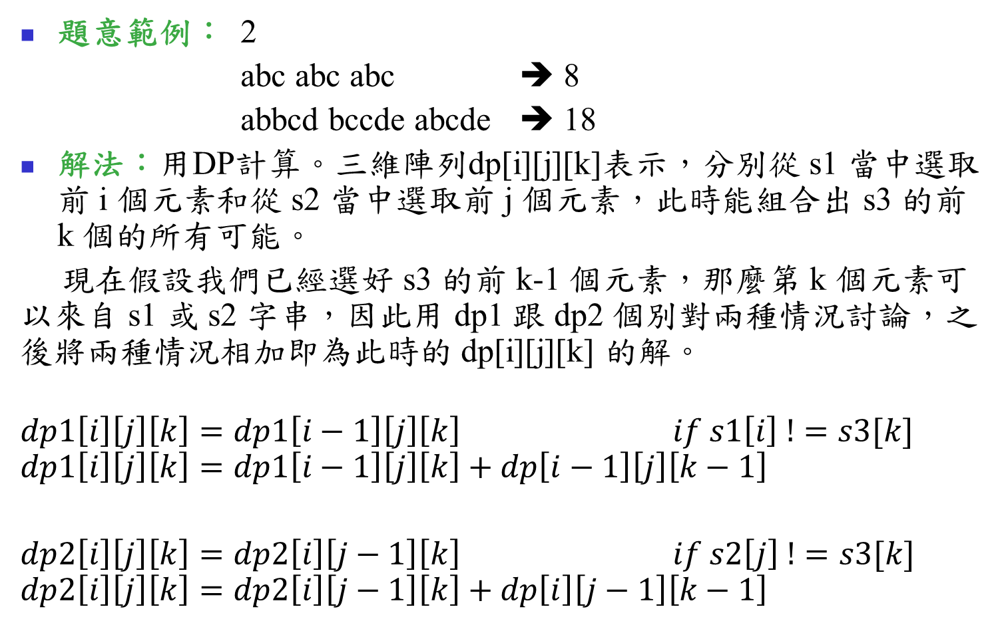 題意範例： 2
abc abc abc ➔ 8
abbcd bccde abcde ➔ 18
解法：用DP計算。三維陣列dp[i][j][k]表示，分別從 s1 當中選取
前 i 個元素和從 s2 當中選取前 j 個元素，此時能組合出 s3 的前
k 個的所有可能。
現在假設我們已經選好 s3 的前 k-1 個元素，那麼第 k 個元素可
以來自 s1 或 s2 字串，因此用 dp1 跟 dp2 個別對兩種情況討論，之
後將兩種情況相加即為此時的 dp[i][j][k] 的解。
dp1[i][j][k] = dp1[i − 1][j][k] if s1[i] ! = s3[k]
dp1[i][j][k] = dp1[i − 1][j][k] + dp[i − 1][j][k − 1]
dp2[i][j][k] = dp2[i][j − 1][k] if s2[j] ! = s3[k]
dp2[i][j][k] = dp2[i][j − 1][k] + dp[i][j − 1][k − 1]